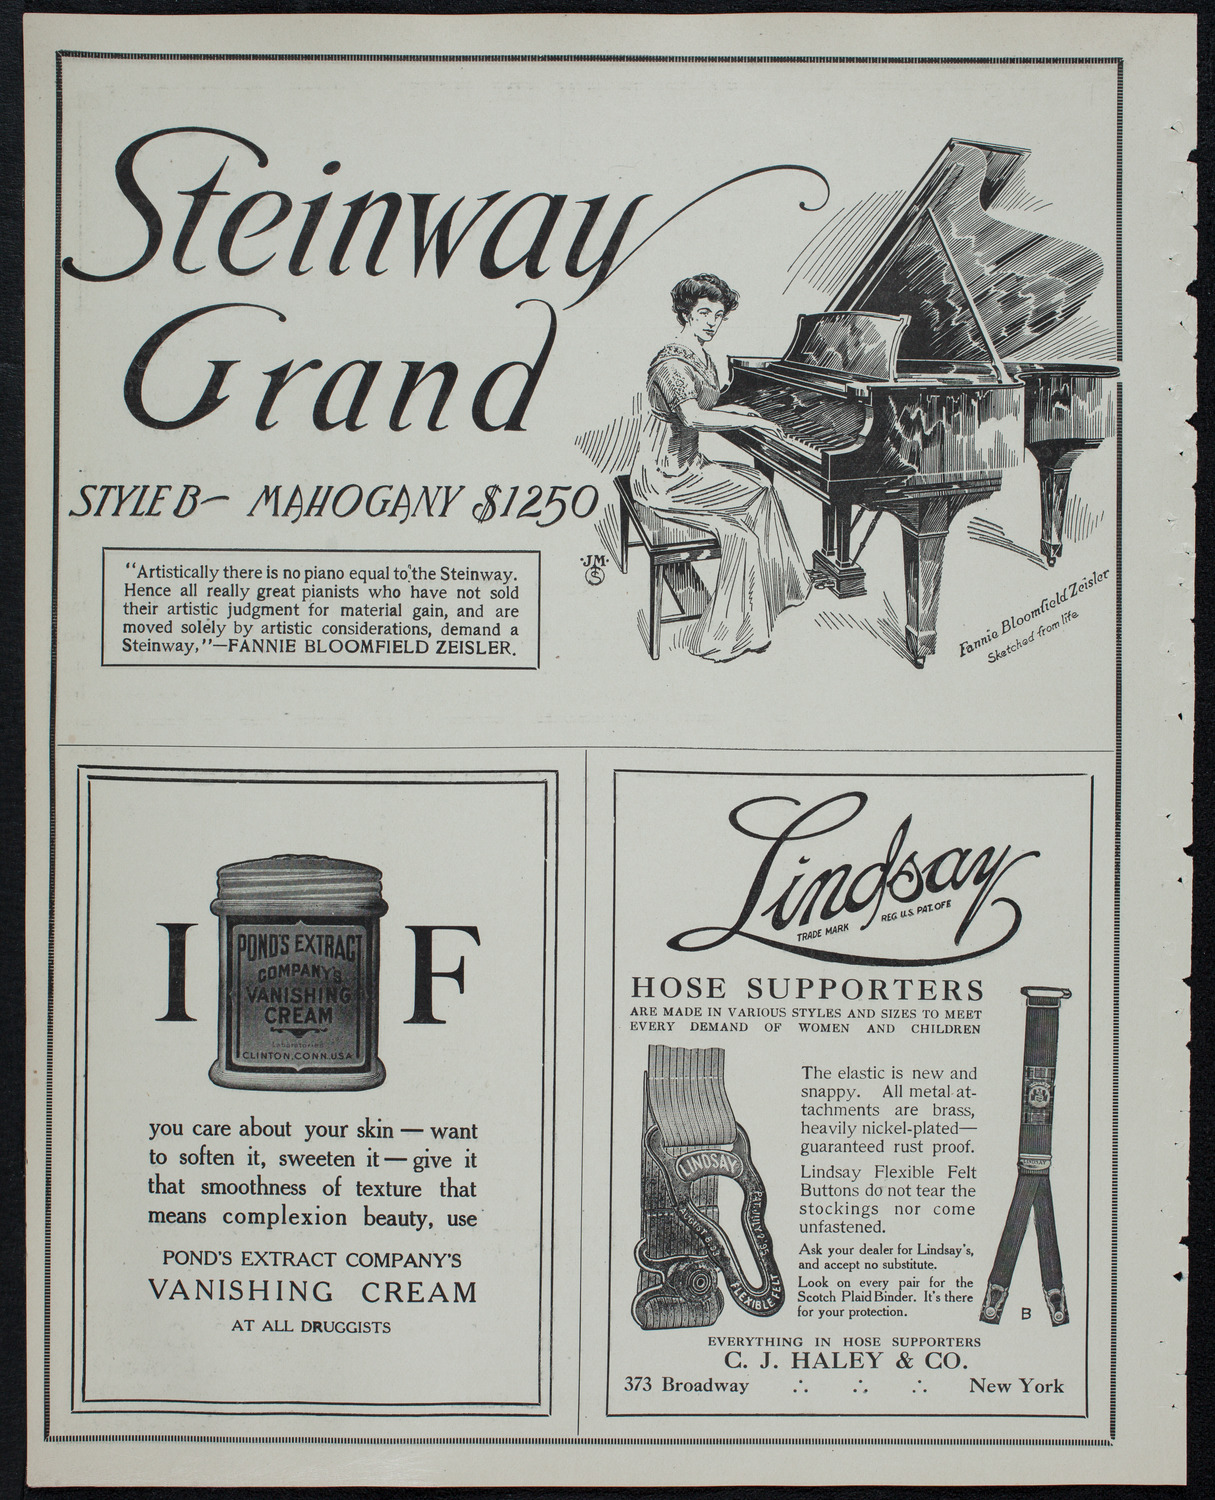 Steinway
Grand
STYLE B— MAHOGANY $1250
"Artistically there is no piano equal to the Steinway.
Hence all really great pianists who have not sold
their artistic judgment for material gain, and are
moved solely by artistic considerations, demand a
Steinway,"—FANNIE BLOOMFIELD ZEISLER.
·JM·
S
Fannie Bloomfield Zeisler
Sketched from life
I F
POND'S EXTRACT
COMPANY'S
VANISHING
CREAM
Laboratories
CLINTON, CONN. USA
you care about your skin — want
to soften it, sweeten it — give it
that smoothness of texture that
means complexion beauty, use
POND'S EXTRACT COMPANY'S
VANISHING CREAM
AT ALL DRUGGISTS
Lindsay
TRADE MARK REG U.S. PAT. OFF.
HOSE SUPPORTERS
ARE MADE IN VARIOUS STYLES AND SIZES TO MEET
EVERY DEMAND OF WOMEN AND CHILDREN
The elastic is new and
snappy. All metal at-
tachments are brass,
heavily nickel-plated—
guaranteed rust proof.
Lindsay Flexible Felt
Buttons do not tear the
stockings nor come
unfastened.
Ask your dealer for Lindsay's,
and accept no substitute.
Look on every pair for the
Scotch Plaid Binder. It's there
for your protection.
LINDSAY
FLEXIBLE FELT
B
EVERYTHING IN HOSE SUPPORTERS
C. J. HALEY & CO.
373 Broadway ∴ ∴ ∴ New York